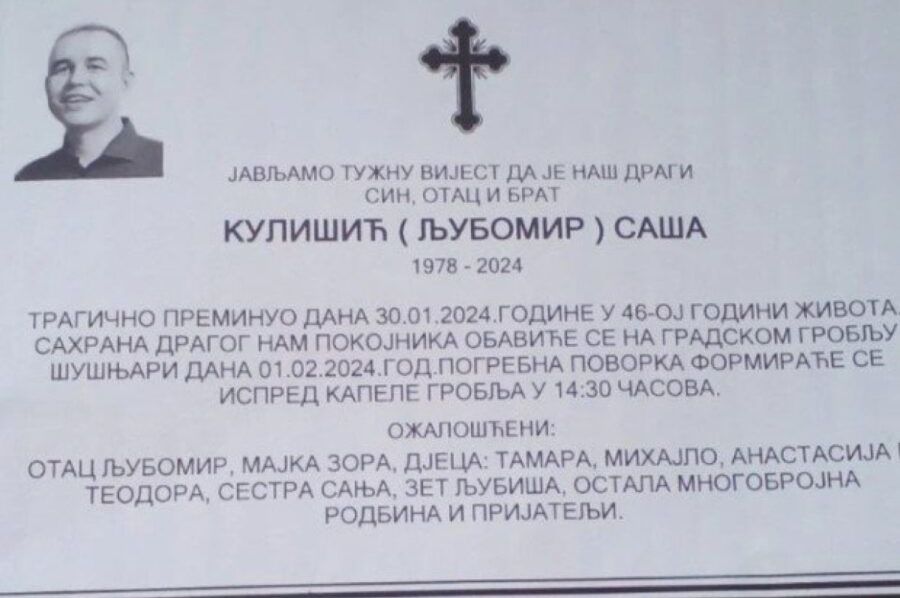 ЈАВЉАМО ТУЖНУ ВИЈЕСТ ДА ЈЕ НАШ ДРАГИ
СИН, ОТАЦ И БРАТ
КУЛИШИЋ ( ЉУБОМИР ) САША
1978 - 2024
ТРАГИЧНО ПРЕМИНУО ДАНА 30.01.2024.ГОДИНЕ У 46-ОЈ ГОДИНИ ЖИВОТА.
САХРАНА ДРАГОГ НАМ ПОКОЈНИКА ОБАВИЋЕ СЕ НА ГРАДСКОМ ГРОБЉУ
ШУШЊАРИ ДАНА 01.02.2024.ГОД.ПОГРЕБНА ПОВОРКА ФОРМИРАЋЕ СЕ
ИСПРЕД КАПЕЛЕ ГРОБЉА У 14:30 ЧАСОВА.
ОЖАЛОШЋЕНИ:
ОТАЦ ЉУБОМИР, МАЈКА ЗОРА, ДЈЕЦА: ТАМАРА, МИХАЈЛО, АНАСТАСИЈА
ТЕОДОРА, СЕСТРА САЊА, ЗЕТ ЉУБИША, ОСТАЛА МНОГОБРОЈНА
РОДБИНА И ПРИЈАТЕЉИ.